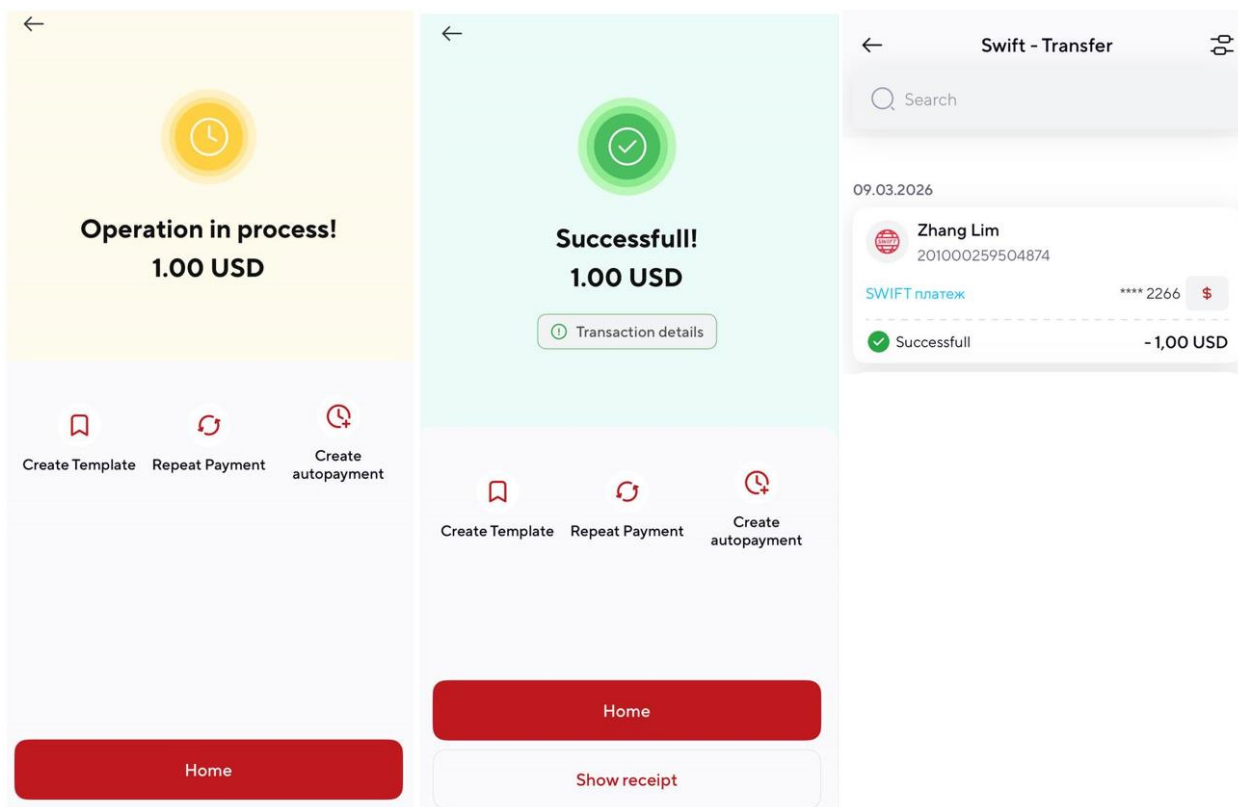 Operation in process!
1.00 USD
Create Template
Repeat Payment
Create
autopayment
Home
Successfull!
1.00 USD
Transaction details
Create Template
Repeat Payment
Create
autopayment
Home
Show receipt
Swift - Transfer
Search
09.03.2026
SWIFT
Zhang Lim
201000259504874
SWIFT платеж
**** 2266
$
Successfull
- 1,00 USD